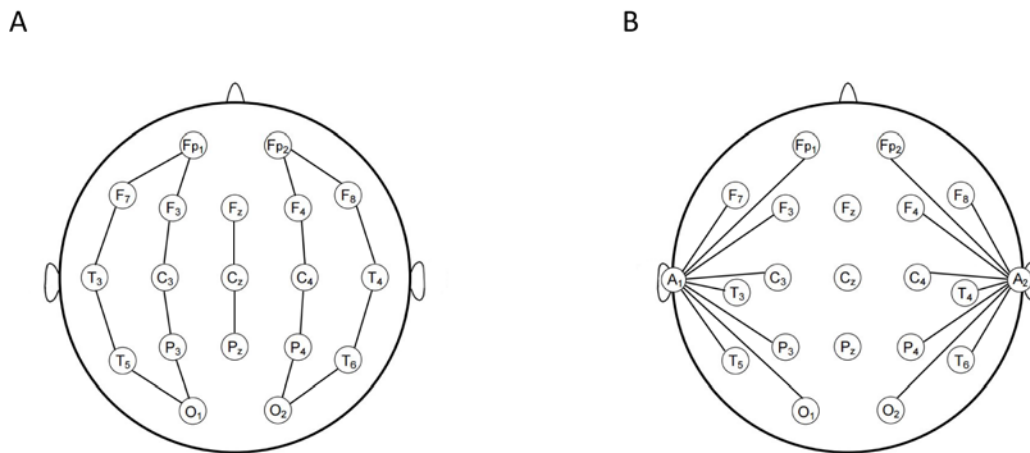 A
B
Fp1 Fp2
F7 F3 Fz F4 F8
T3 C3 Cz C4 T4
T5 P3 Pz P4 T6
O1 O2
Fp1 Fp2
F7 F3 Fz F4 F8
A1 T3 C3 Cz C4 T4 A2
T5 P3 Pz P4 T6
O1 O2